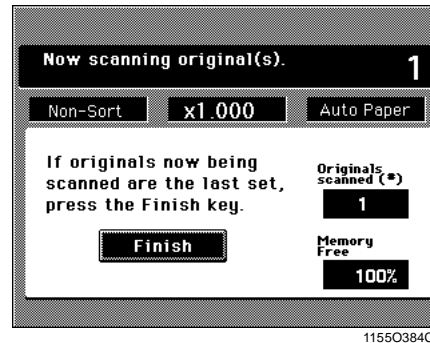 Now scanning original(s).
1
Non-Sort
x1.000
Auto Paper
If originals now being
scanned are the last set,
press the Finish key.
Finish
Originals
scanned (*)
1
Memory
Free
100%
1155O384C